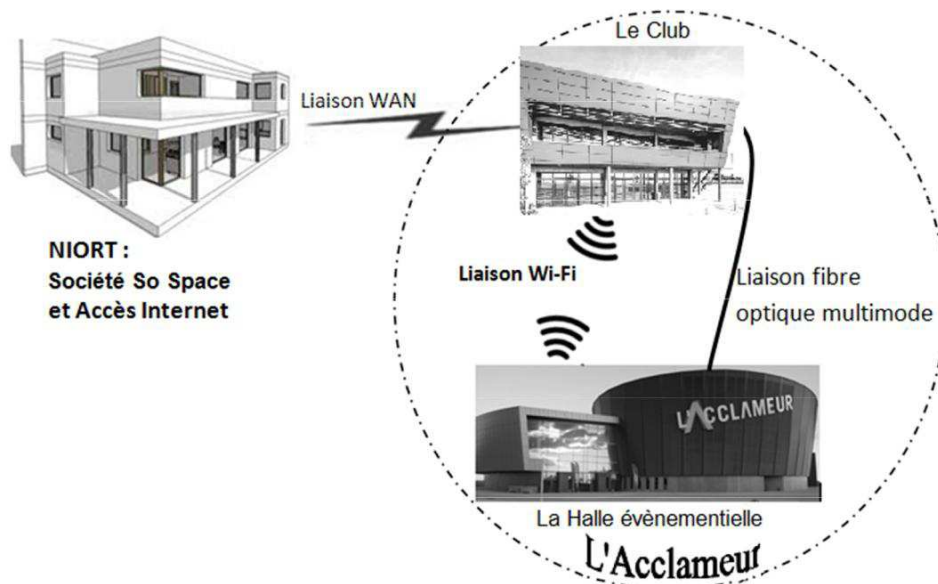 Le Club
Liaison WAN
NIORT :
Société So Space
et Accès Internet
Liaison Wi-Fi
Liaison fibre
optique multimode
L'ACCLAMEUR
La Halle évènementielle
L'Acclameur